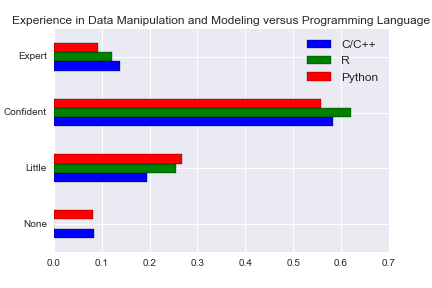 Experience in Data Manipulation and Modeling versus Programming Language
C/C++
R
Python
Expert
Confident
Little
None
0.0 0.1 0.2 0.3 0.4 0.5 0.6 0.7